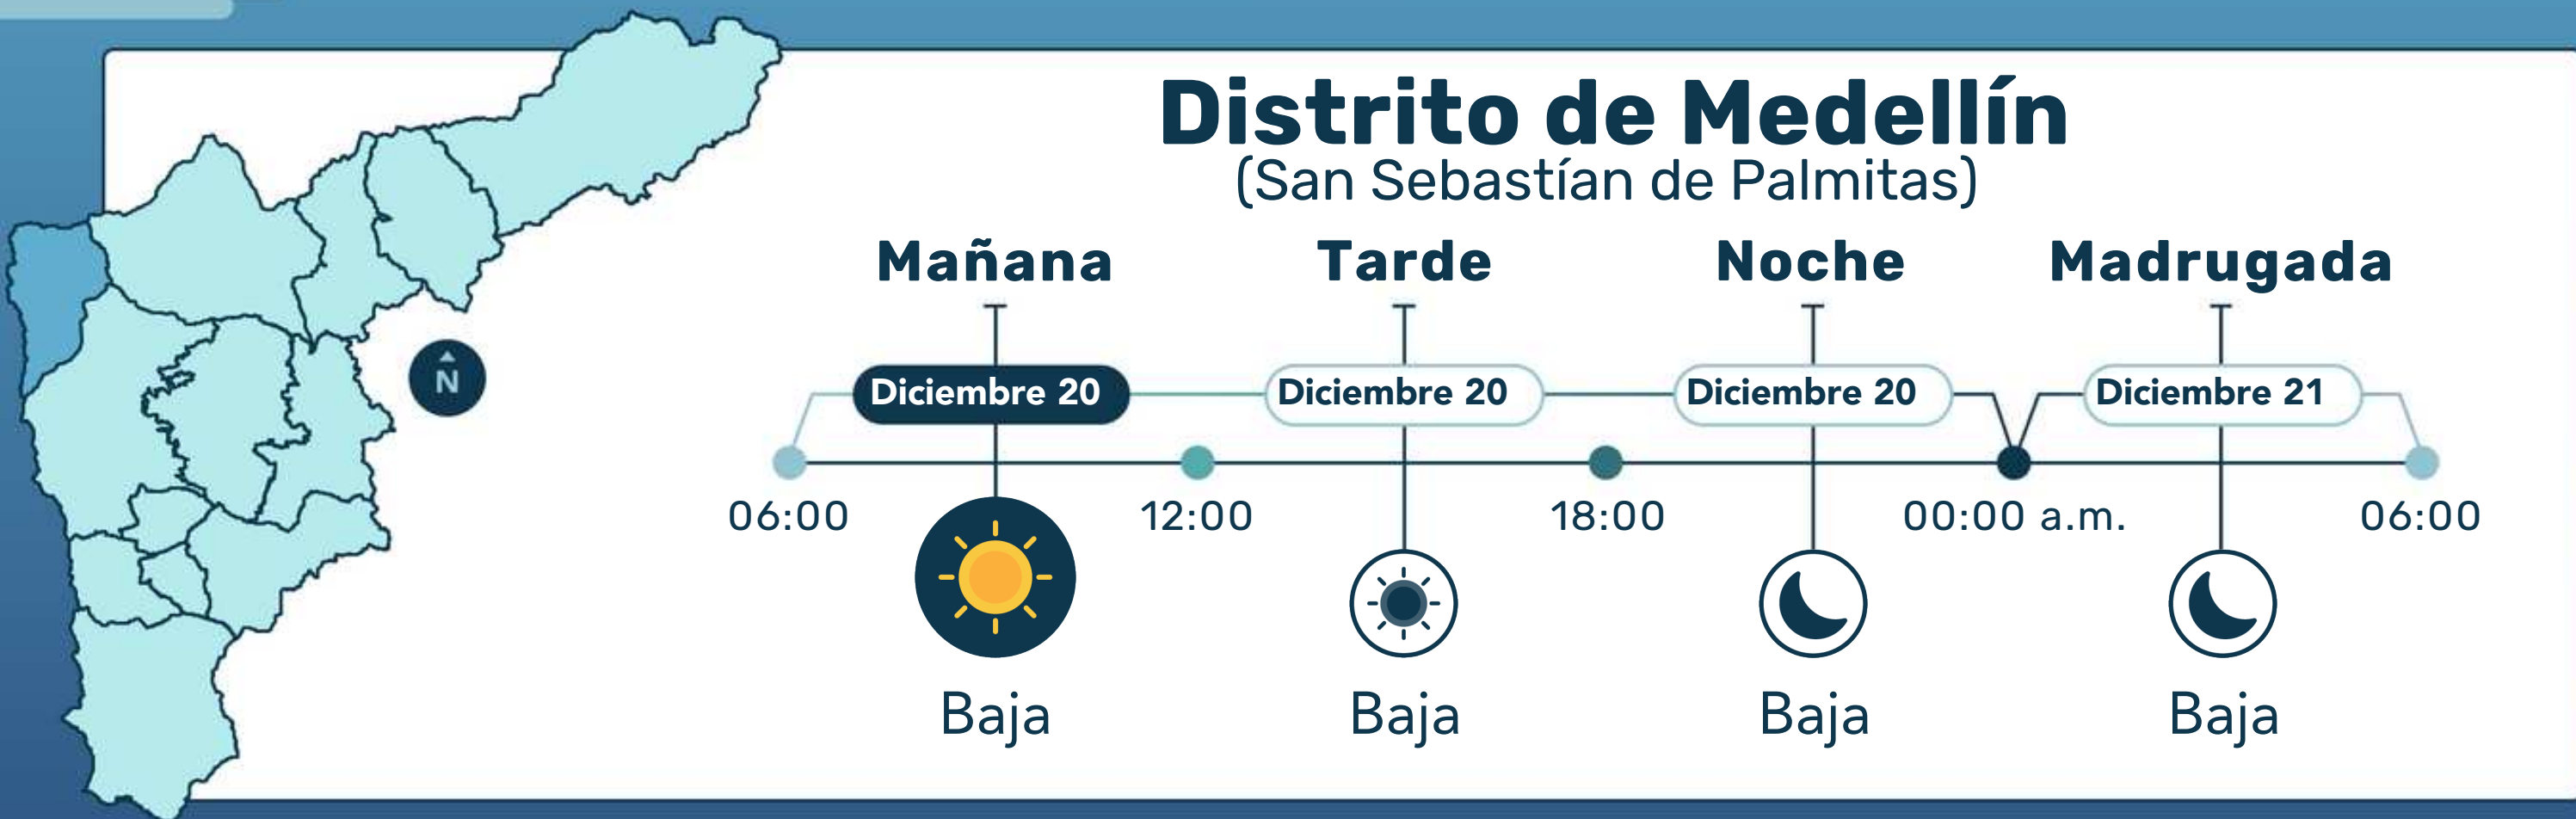 Distrito de Medellín
(San Sebastían de Palmitas)
Mañana Tarde Noche Madrugada
Diciembre 20 Diciembre 20 Diciembre 20 Diciembre 21
N
06:00 12:00 18:00 00:00 a.m. 06:00
Baja Baja Baja Baja